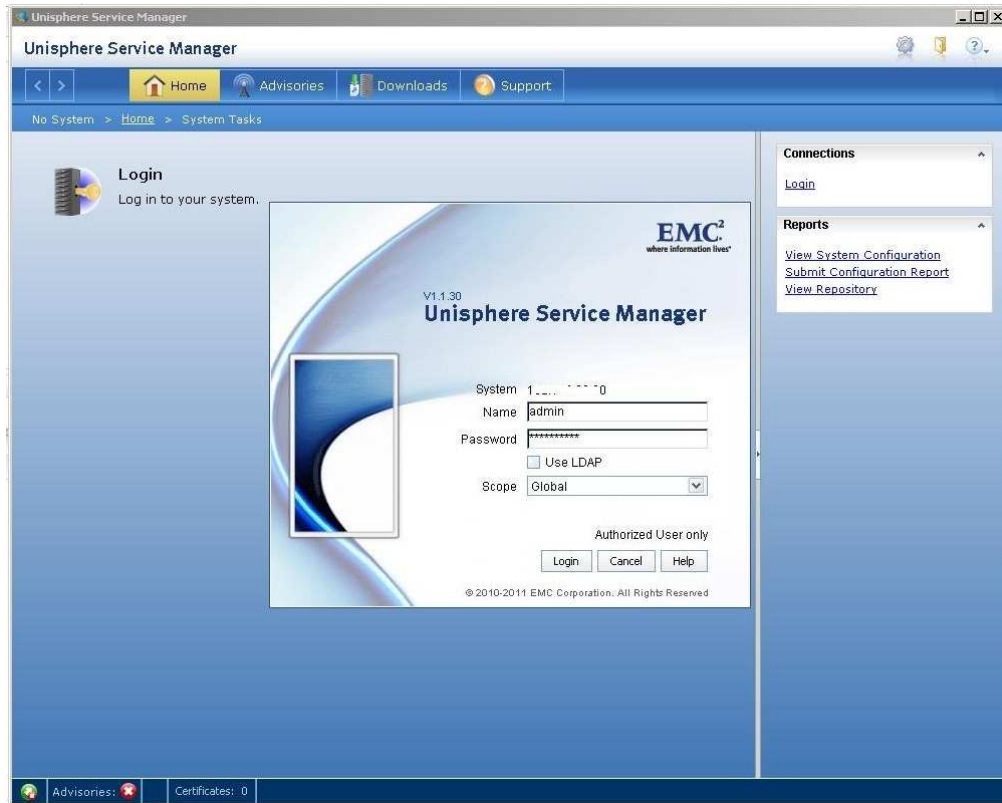 Unisphere Service Manager
Unisphere Service Manager
< > Home Advisories Downloads Support
No System > Home > System Tasks
Login
Log in to your system.
EMC²
where information lives®
V1.1.30
Unisphere Service Manager
System
Name admin
Password **********
Use LDAP
Scope Global
Authorized User only
Login Cancel Help
© 2010-2011 EMC Corporation. All Rights Reserved
Connections
Login
Reports
View System Configuration
Submit Configuration Report
View Repository
Advisories: Certificates: 0